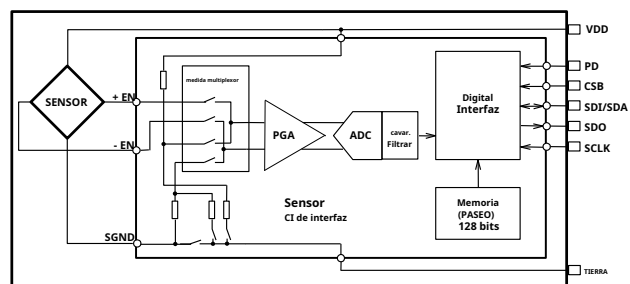 VDD
PD
CSB
SDI/SDA
SDO
SCLK
TIERRA
SENSOR
+ EN
- EN
SGND
medida multiplexor
PGA
ADC
cavar.
Filtrar
Digital
Interfaz
Memoria
(PASEO)
128 bits
Sensor
CI de interfaz